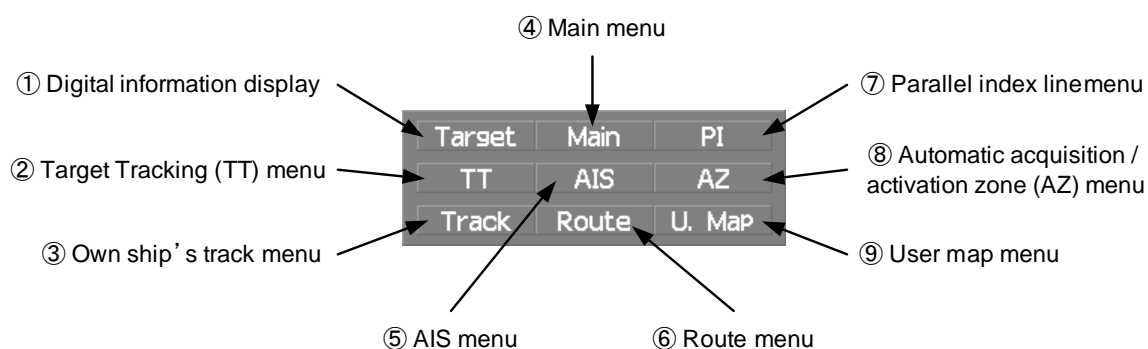 ④ Main menu
① Digital information display
⑦ Parallel index linemenu
Target Main PI
② Target Tracking (TT) menu
TT AIS AZ
⑧ Automatic acquisition /
activation zone (AZ) menu
Track Route U. Map
③ Own ship’s track menu
⑨ User map menu
⑤ AIS menu
⑥ Route menu